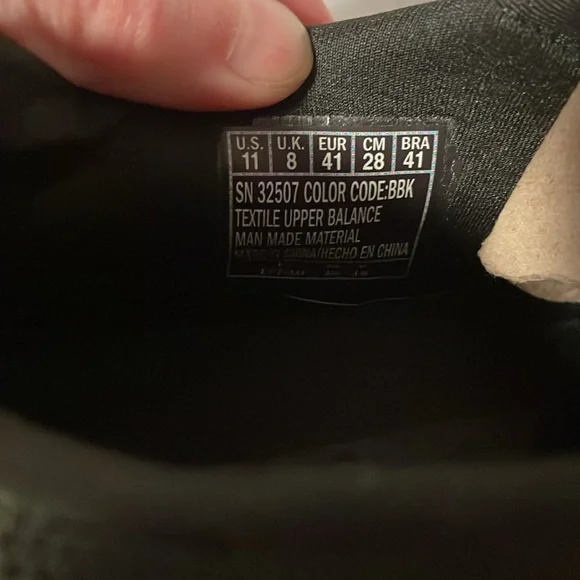 U.S. U.K. EUR CM BRA
11 8 41 28 41
SN 32507 COLOR CODE:BBK
TEXTILE UPPER BALANCE
MAN MADE MATERIAL
CHINA/HECHO EN CHINA